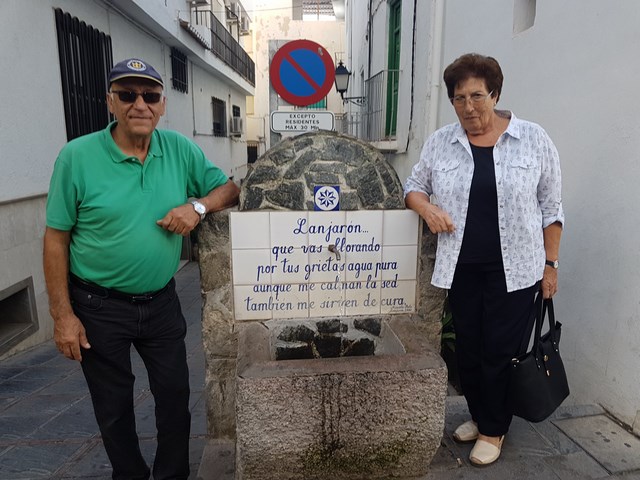 EXCEPTO
RESIDENTES
MAX 30 MIN.
Lanjarón...
que vas llorando
por tus grietas agua pura
aunque me calman la sed
tambien me sirven de cura.